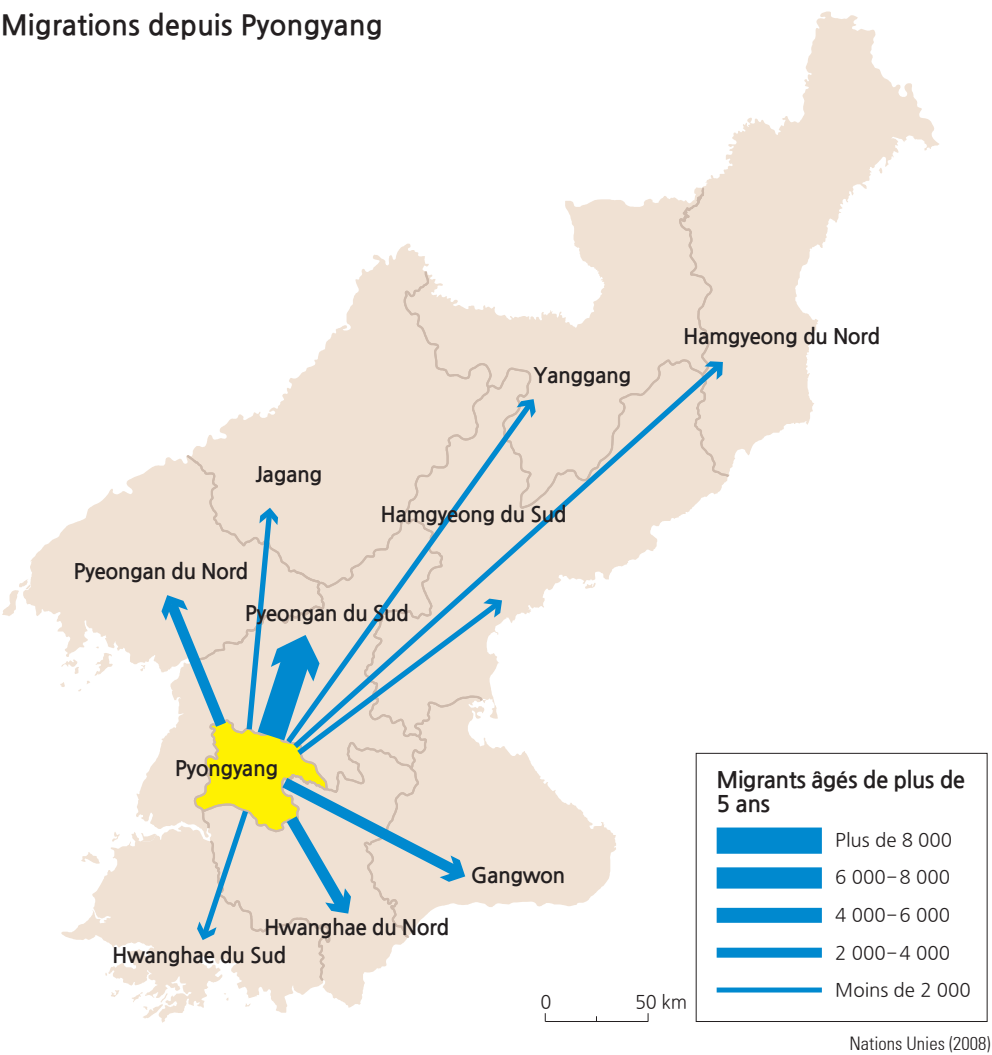 Migrations depuis Pyongyang
Hamgyeong du Nord
Yanggang
Jagang
Hamgyeong du Sud
Pyeongan du Nord
Pyeongan du Sud
Pyongyang
Gangwon
Hwanghae du Nord
Hwanghae du Sud
Migrants âgés de plus de
5 ans
Plus de 8 000
6 000–8 000
4 000–6 000
2 000–4 000
Moins de 2 000
0 50 km
Nations Unies (2008)